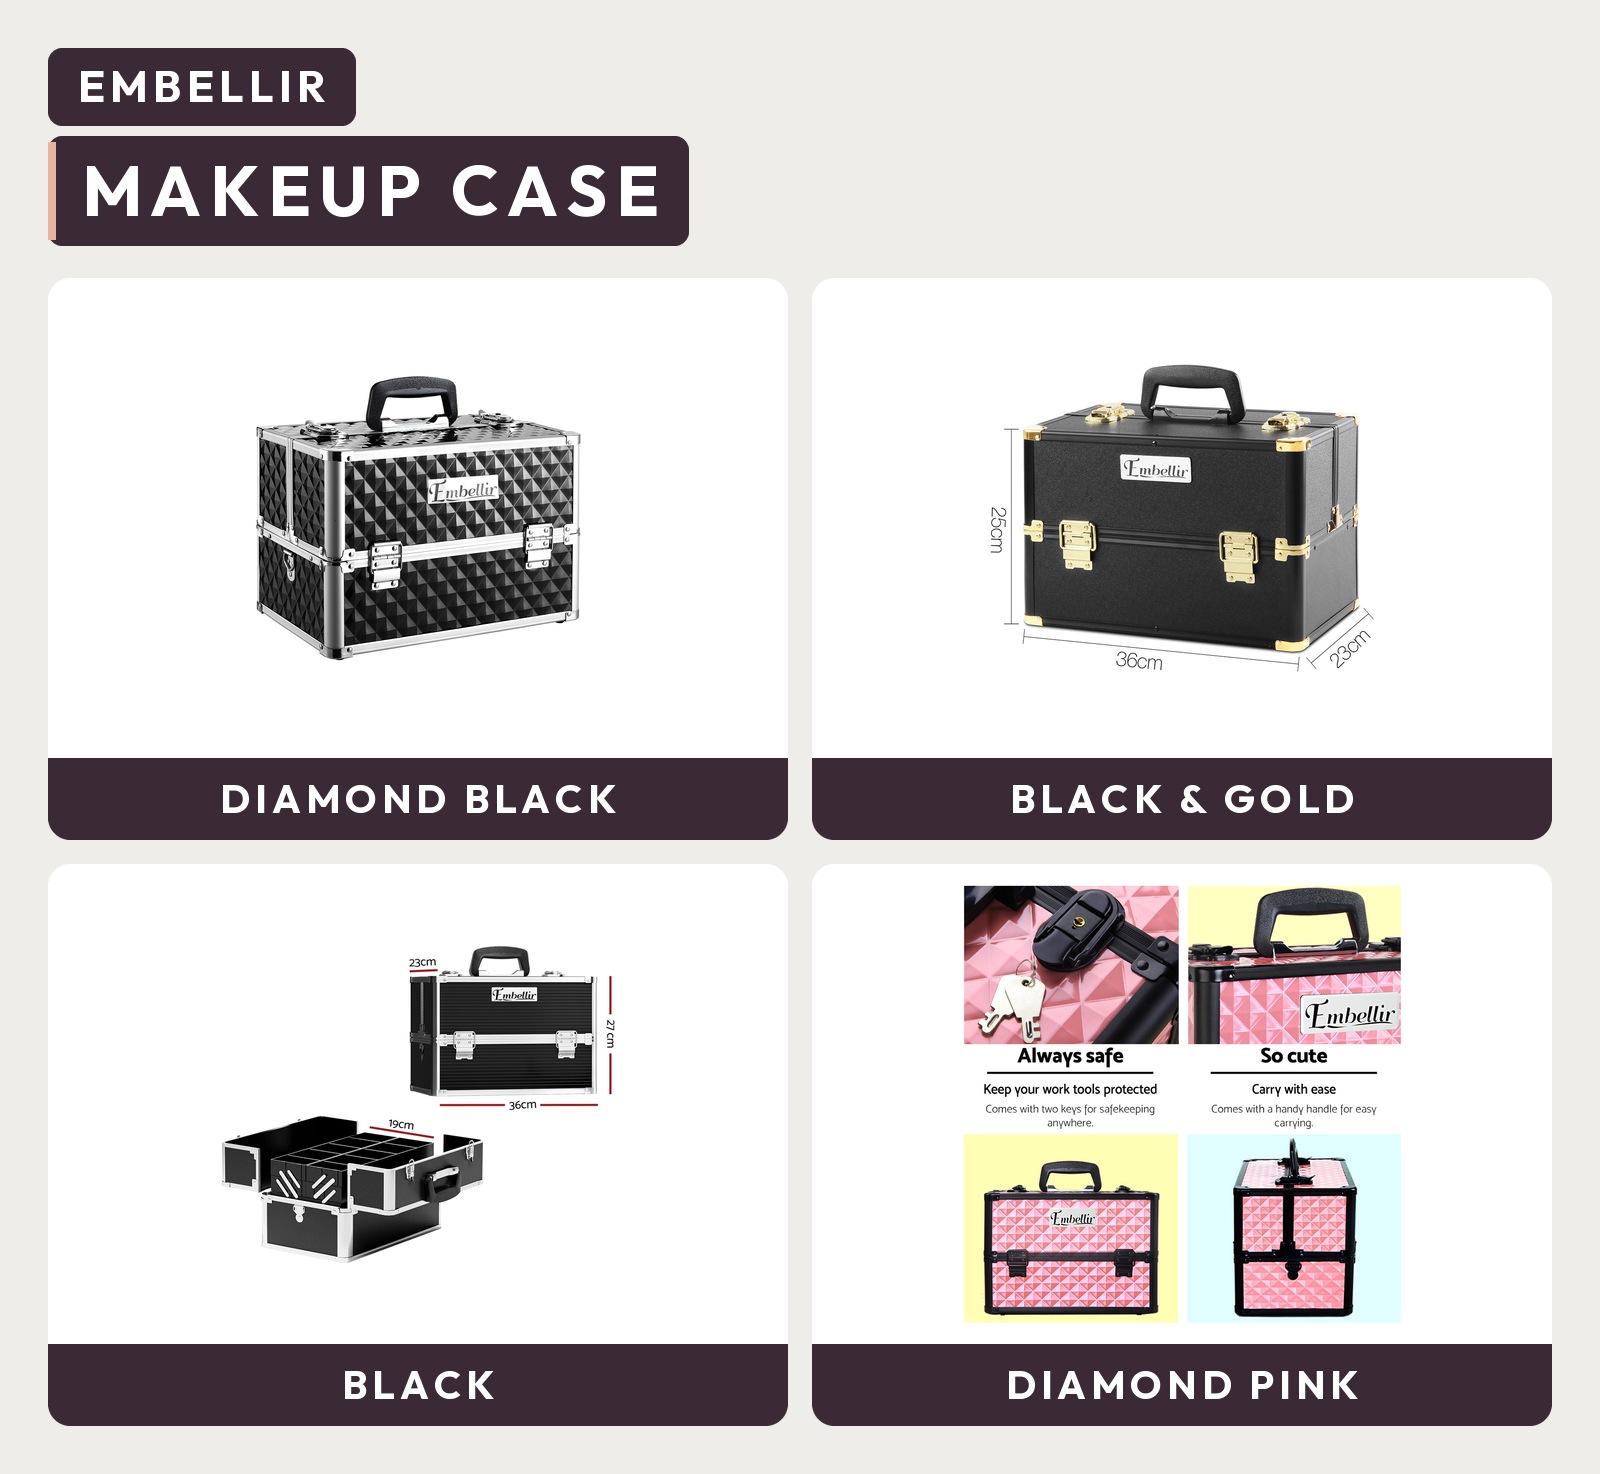 EMBELLIR
MAKEUP CASE
Embellir
DIAMOND BLACK
Embellir
25cm
36cm
23cm
BLACK & GOLD
23cm
Embellir
27 cm
36cm
19cm
BLACK
Embellir
Always safe
Keep your work tools protected
Comes with two keys for safekeeping
anywhere.
So cute
Carry with ease
Comes with a handy handle for easy
carrying.
Embellir
DIAMOND PINK